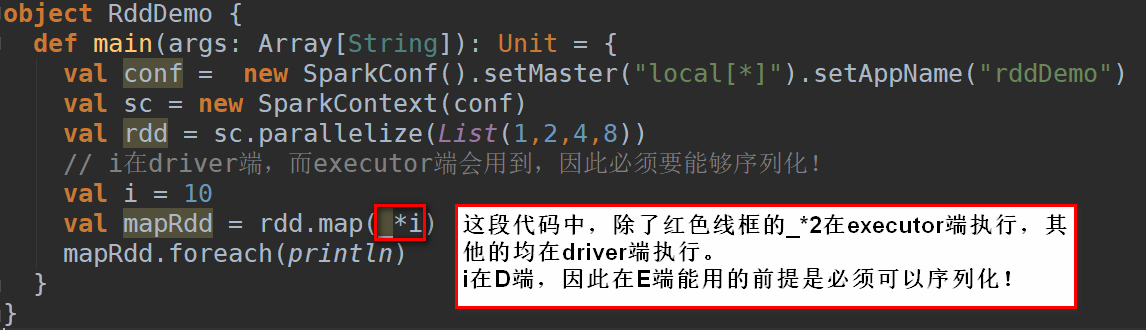 object RddDemo {
  def main(args: Array[String]): Unit = {
    val conf =  new SparkConf().setMaster("local[*]").setAppName("rddDemo")
    val sc = new SparkContext(conf)
    val rdd = sc.parallelize(List(1,2,4,8))
    // i在driver端，而executor端会用到，因此必须要能够序列化！
    val i = 10
    val mapRdd = rdd.map(_*i)
    mapRdd.foreach(println)
  }
}
这段代码中，除了红色线框的_*2在executor端执行，其
他的均在driver端执行。
i在D端，因此在E端能用的前提是必须可以序列化！